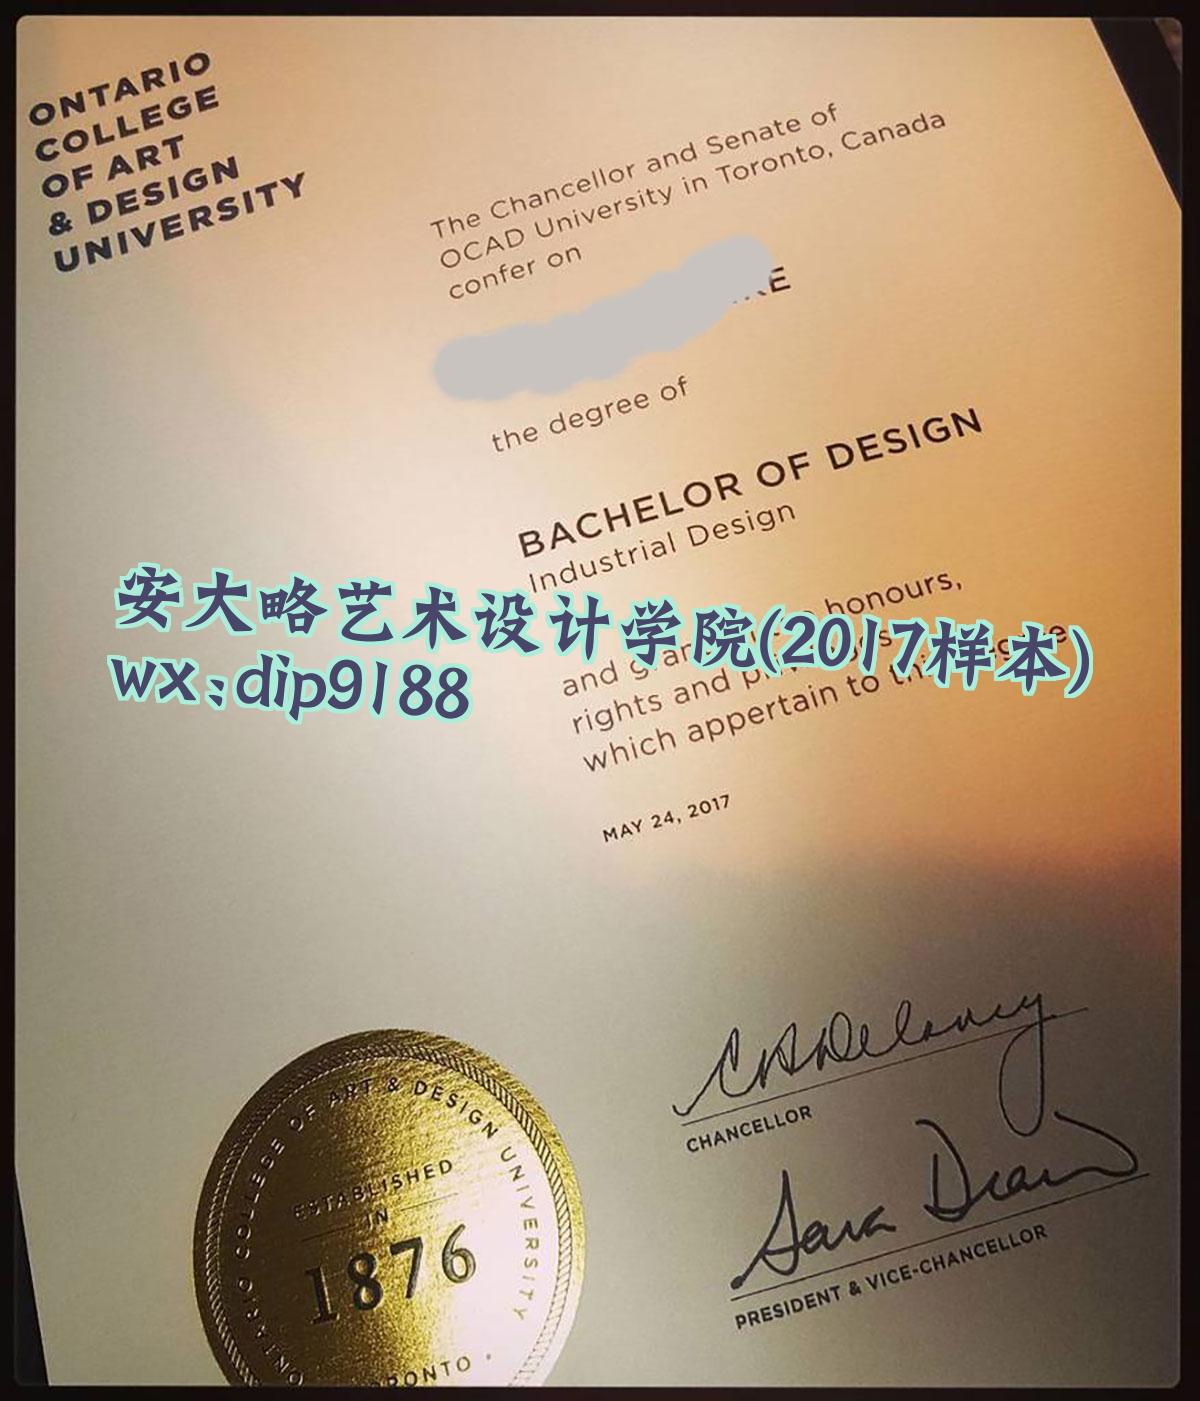 ONTARIO
COLLEGE
OF ART
& DESIGN
UNIVERSITY
The Chancellor and Senate of
OCAD University in Toronto, Canada
confer on
the degree of
BACHELOR OF DESIGN
Industrial Design
honours,
and
rights and
which appertain to
安大略艺术设计学院(2017样本)
wx:dip9188
MAY 24, 2017
CHANCELLOR
Sara Diamond
PRESIDENT & VICE-CHANCELLOR
ONTARIO COLLEGE OF ART & DESIGN UNIVERSITY
ESTABLISHED
IN
1876